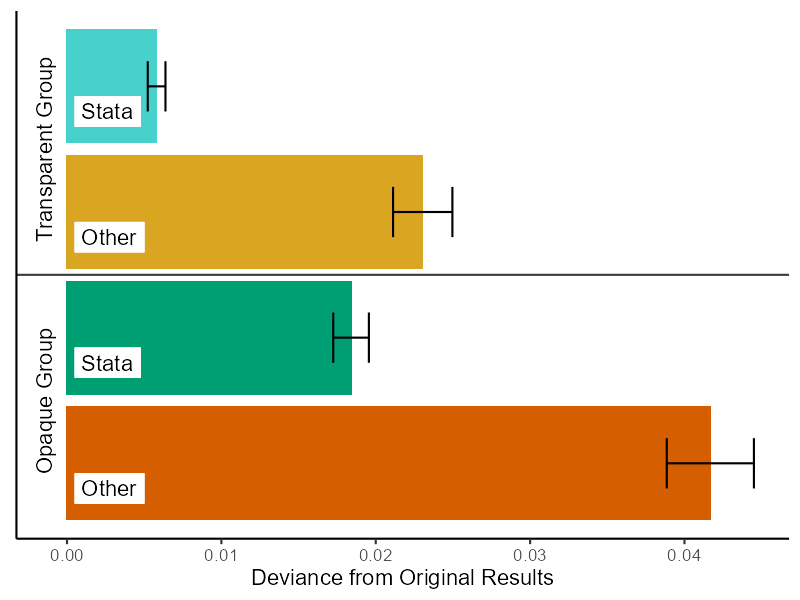 Transparent Group
Stata
Other
Opaque Group
Stata
Other
0.00
0.01
0.02
0.03
0.04
Deviance from Original Results